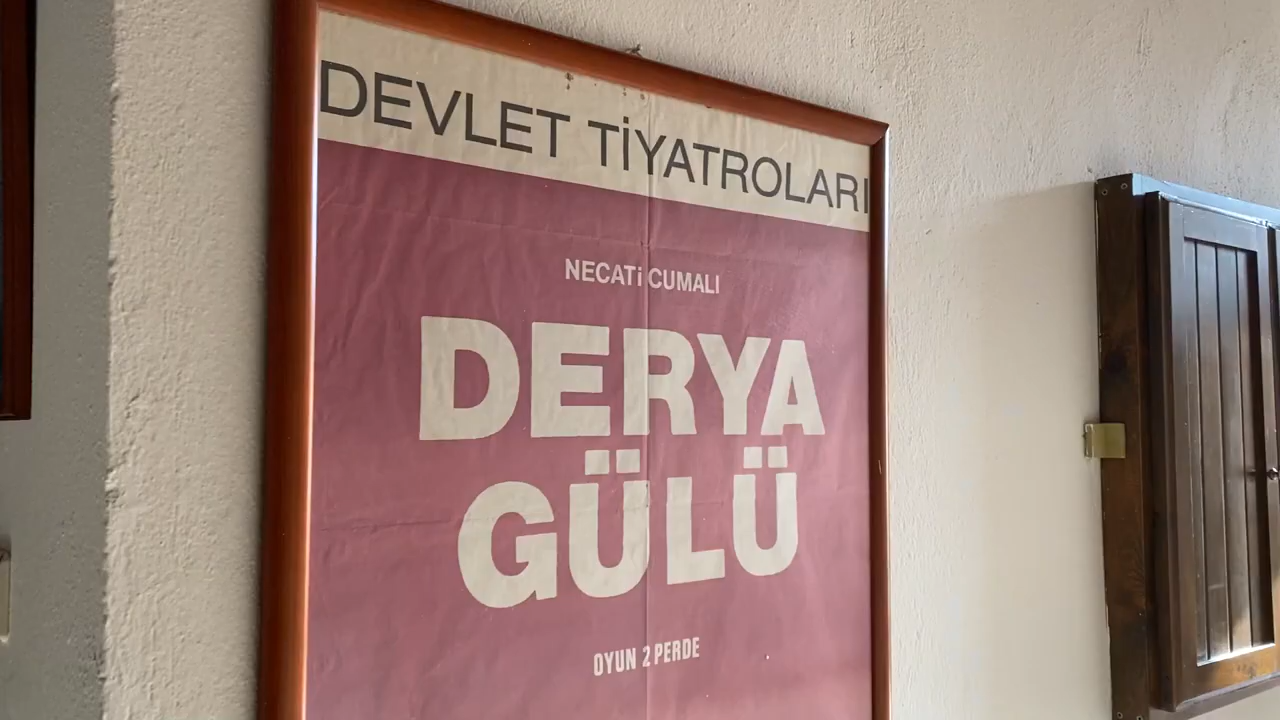 DEVLET TİYATROLARI
NECATİ CUMALI
DERYA
GÜLÜ
OYUN 2 PERDE